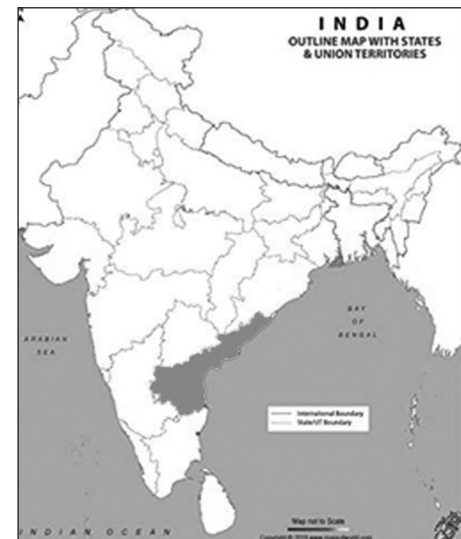 INDIA
OUTLINE MAP WITH STATES
& UNION TERRITORIES
ARABIAN
SEA
BAY
OF
BENGAL
International Boundary
State/UT Boundary
Map not to Scale
INDIAN OCEAN